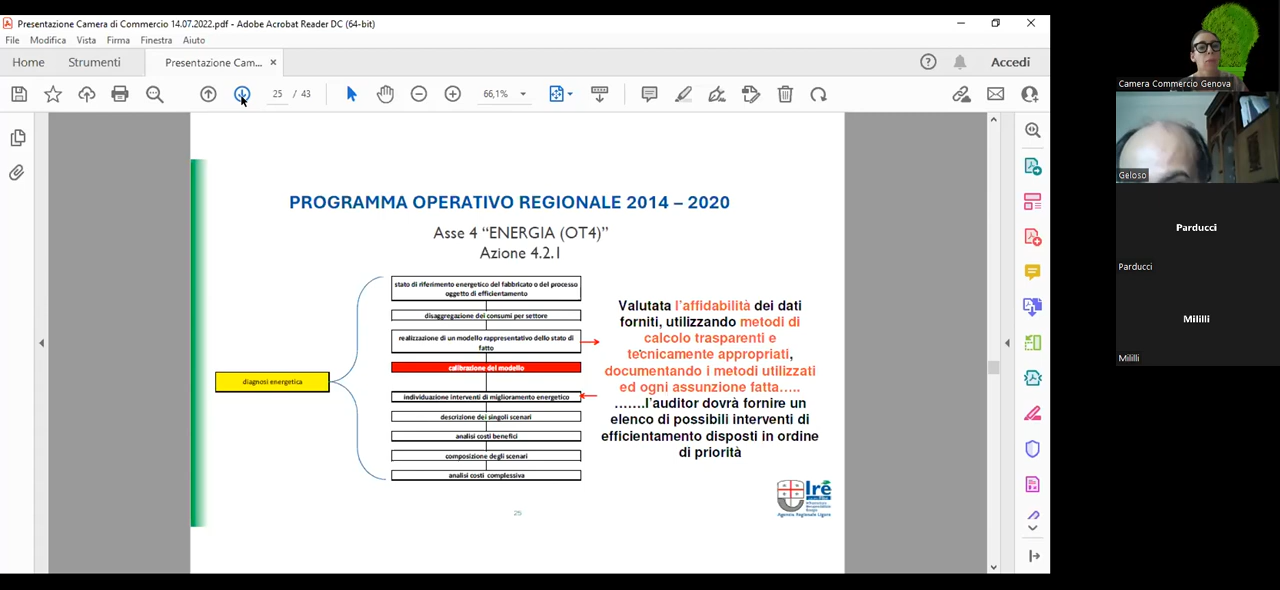 Presentazione Camera di Commercio 14.07.2022.pdf - Adobe Acrobat Reader DC (64-bit)
File Modifica Vista Firma Finestra Aiuto
Home Strumenti Presentazione Cam... × Accedi
25 / 43 66,1%
PROGRAMMA OPERATIVO REGIONALE 2014 – 2020
Asse 4 “ENERGIA (OT4)”
Azione 4.2.1
diagnosi energetica
stato di riferimento energetico del fabbricato o del processo
oggetto di efficientamento
disaggregazione dei consumi per settore
realizzazione di un modello rappresentativo dello stato di
fatto
calibrazione del modello
individuazione interventi di miglioramento energetico
descrizione dei singoli scenari
analisi costi benefici
composizione degli scenari
analisi costi complessiva
Valutata l’affidabilità dei dati
forniti, utilizzando metodi di
calcolo trasparenti e
tecnicamente appropriati,
documentando i metodi utilizzati
ed ogni assunzione fatta…..
…….l’auditor dovrà fornire un
elenco di possibili interventi di
efficientamento disposti in ordine
di priorità
Ire
Agenzia Regionale Ligure
25
Camera Commercio Genova
Geloso
Parducci
Parducci
Mililli
Mililli